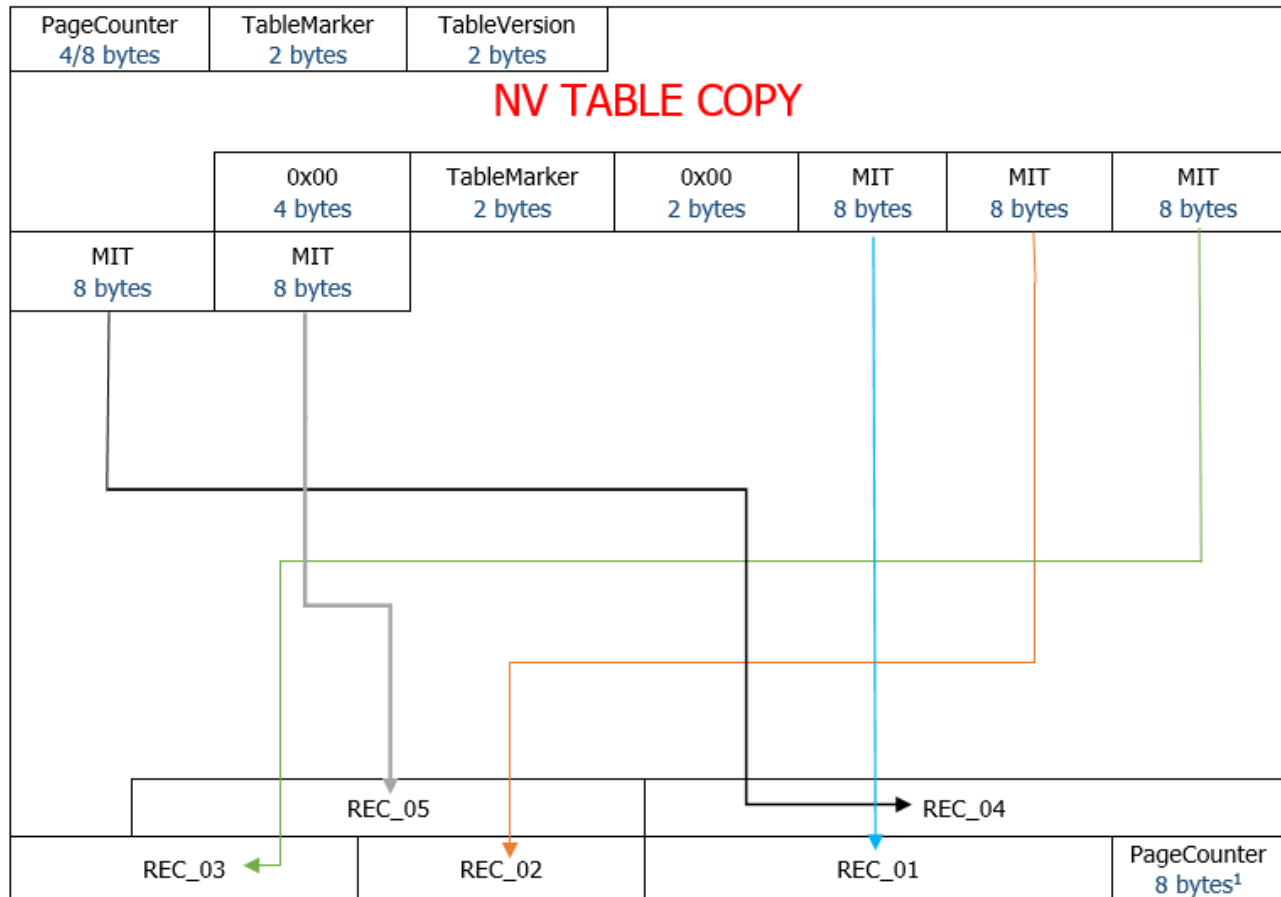 PageCounter
4/8 bytes
TableMarker
2 bytes
TableVersion
2 bytes
NV TABLE COPY
0x00
4 bytes
TableMarker
2 bytes
0x00
2 bytes
MIT
8 bytes
MIT
8 bytes
MIT
8 bytes
MIT
8 bytes
MIT
8 bytes
REC_05
REC_04
REC_03
REC_02
REC_01
PageCounter
8 bytes¹